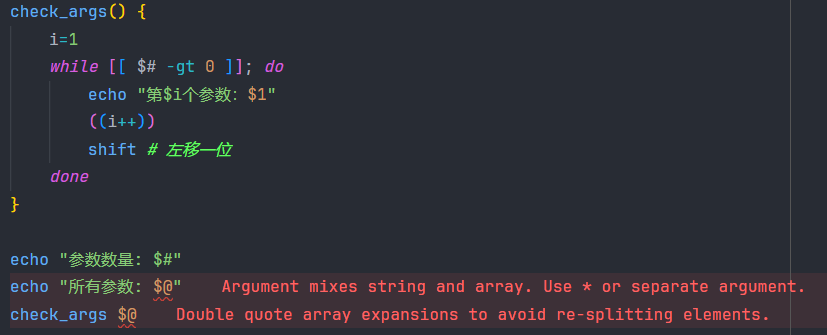 check_args() {
    i=1
    while [[ $# -gt 0 ]]; do
        echo "第$i个参数: $1"
        ((i++))
        shift # 左移一位
    done
}
echo "参数数量: $#"
echo "所有参数: $@"    Argument mixes string and array. Use * or separate argument.
check_args $@    Double quote array expansions to avoid re-splitting elements.